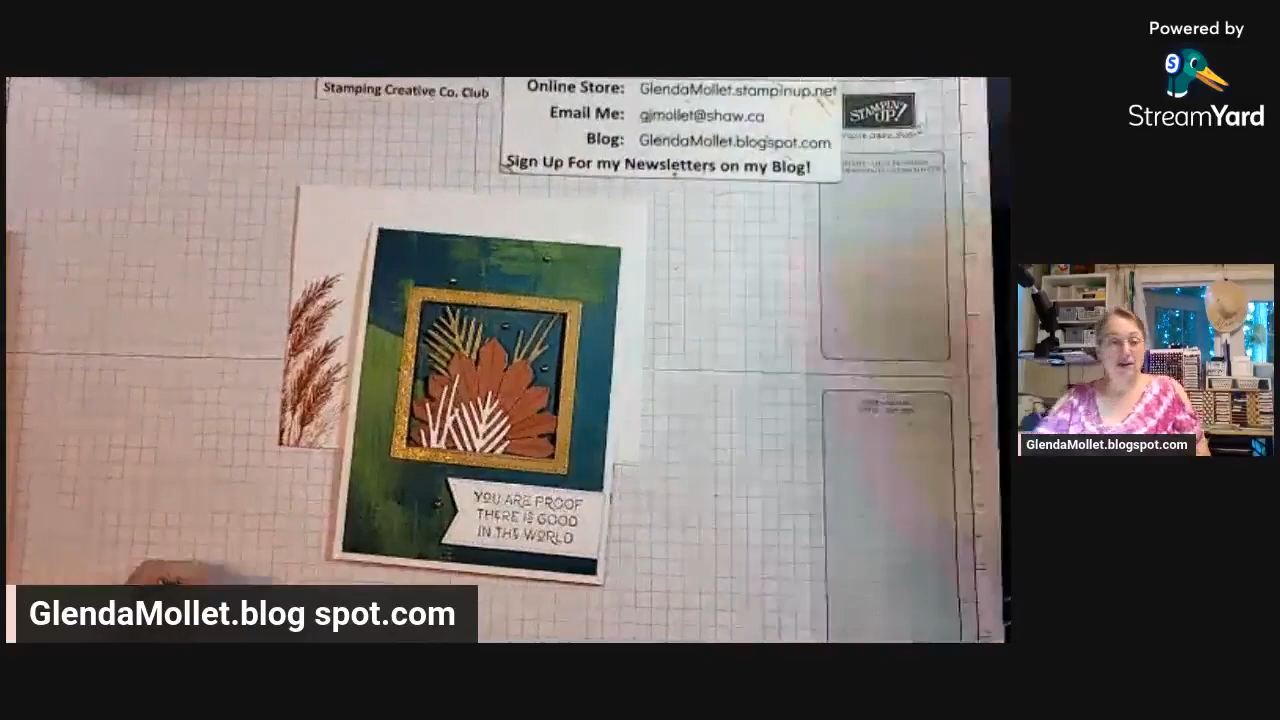 Powered by
StreamYard
Stamping Creative Co. Club
Online Store: GlendaMollet.stampinup.net
Email Me: gjmollet@shaw.ca
Blog: GlendaMollet.blogspot.com
Sign Up For my Newsletters on my Blog!
STAMPIN' UP!
YOU ARE PROOF
THERE IS GOOD
IN THE WORLD
GlendaMollet.blogspot.com
GlendaMollet.blog spot.com